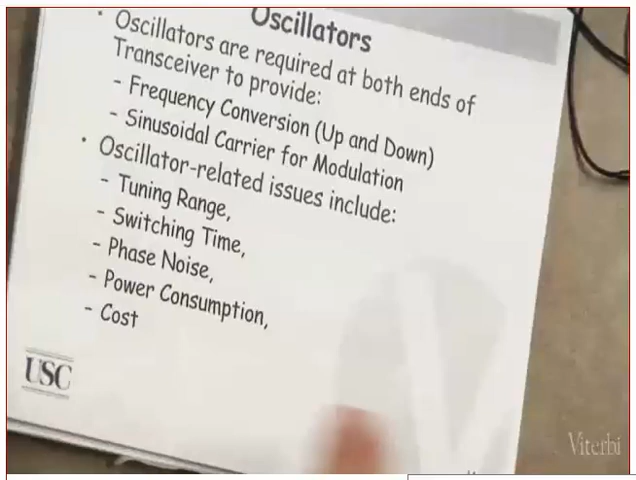 Oscillators
• Oscillators are required at both ends of
Transceiver to provide:
- Frequency Conversion (Up and Down)
- Sinusoidal Carrier for Modulation
• Oscillator-related issues include:
- Tuning Range,
- Switching Time,
- Phase Noise,
- Power Consumption,
- Cost
USC
Viterbi